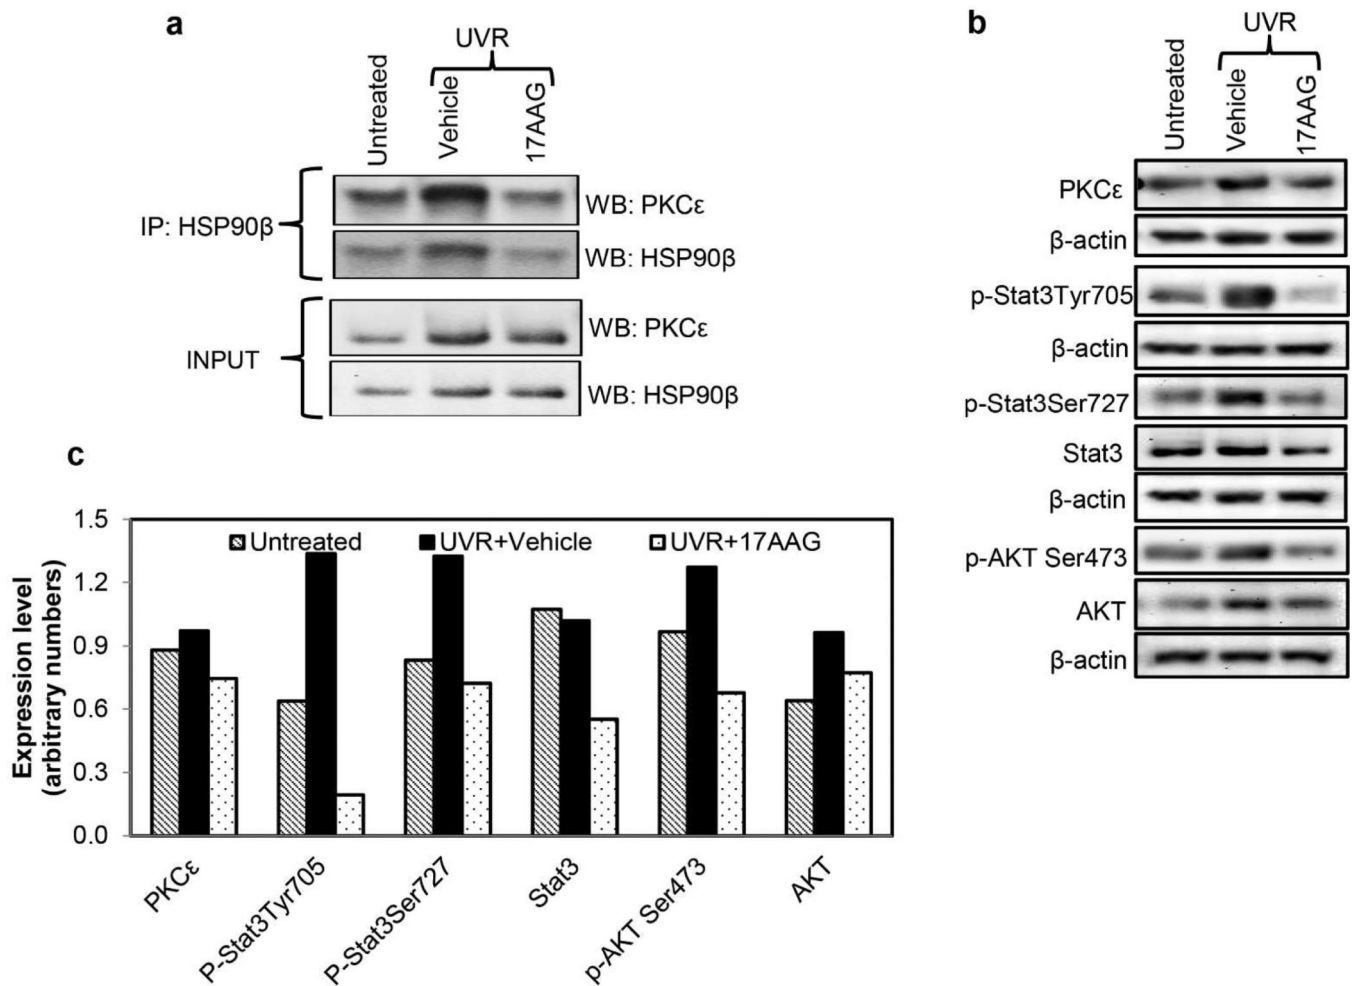 a
UVR
Untreated
Vehicle
17AAG
IP: HSP90β
WB: PKCε
WB: HSP90β
INPUT
WB: PKCε
WB: HSP90β
b
UVR
Untreated
Vehicle
17AAG
PKCε
β-actin
p-Stat3Tyr705
β-actin
p-Stat3Ser727
Stat3
β-actin
p-AKT Ser473
AKT
β-actin
c
Expression level
(arbitrary numbers)
1.5
1.2
0.9
0.6
0.3
0.0
Untreated UVR+Vehicle UVR+17AAG
PKCε
P-Stat3Tyr705
P-Stat3Ser727
Stat3
p-AKT Ser473
AKT